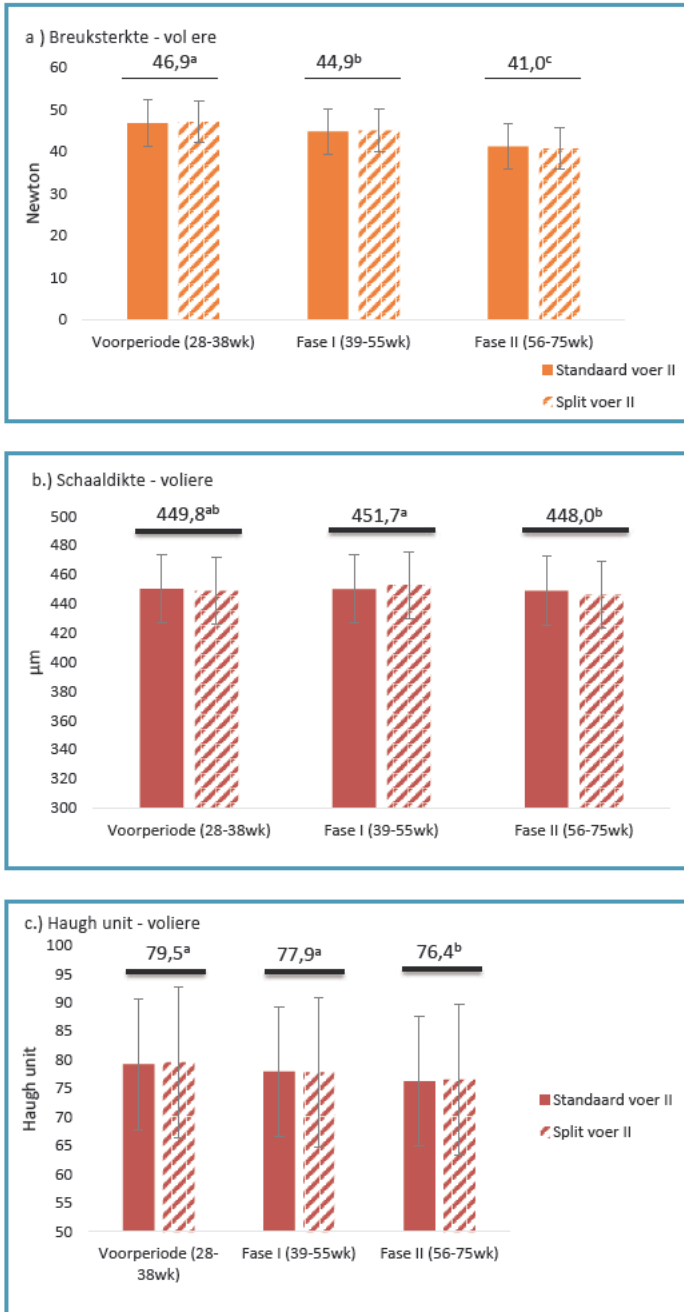 a ) Breuksterkte - vol ere
46,9ᵃ 44,9ᵇ 41,0ᶜ
60
50
40
30
20
10
0
Newton
Voorperiode (28-38wk) Fase I (39-55wk) Fase II (56-75wk)
Standaard voer II
Split voer II
b.) Schaaldikte - voliere
449,8ᵃᵇ 451,7ᵃ 448,0ᵇ
500
480
460
440
420
400
380
360
340
320
300
µm
Voorperiode (28-38wk) Fase I (39-55wk) Fase II (56-75wk)
c.) Haugh unit - voliere
79,5ᵃ 77,9ᵃ 76,4ᵇ
100
95
90
85
80
75
70
65
60
55
50
Haugh unit
Standaard voer II
Split voer II
Voorperiode (28- Fase I (39-55wk) Fase II (56-75wk)
38wk)